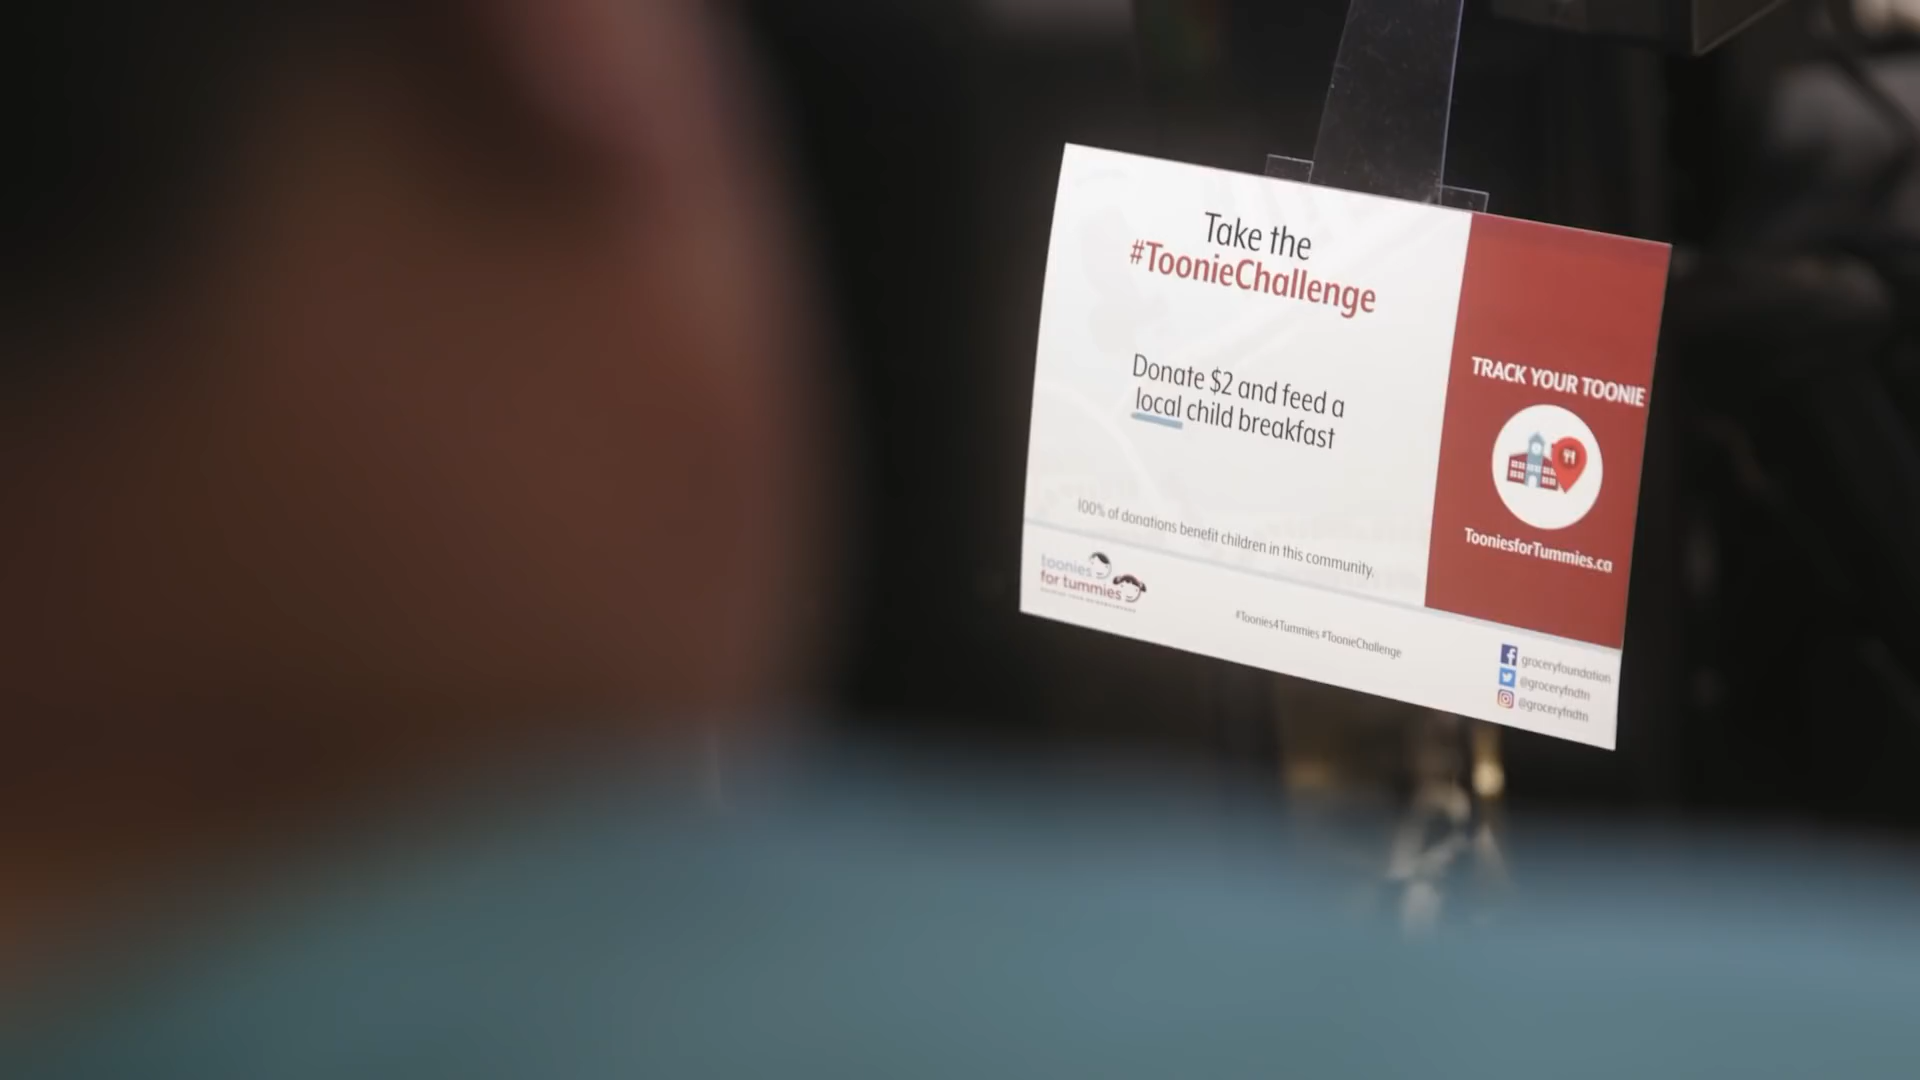 Take the
#ToonieChallenge
Donate $2 and feed a
local child breakfast
100% of donations benefit children in this community.
toonies
for tummies
#Toonies4Tummies #ToonieChallenge
TRACK YOUR TOONIE
TooniesforTummies.ca
groceryfoundation
@groceryfndtn
@groceryfndtn